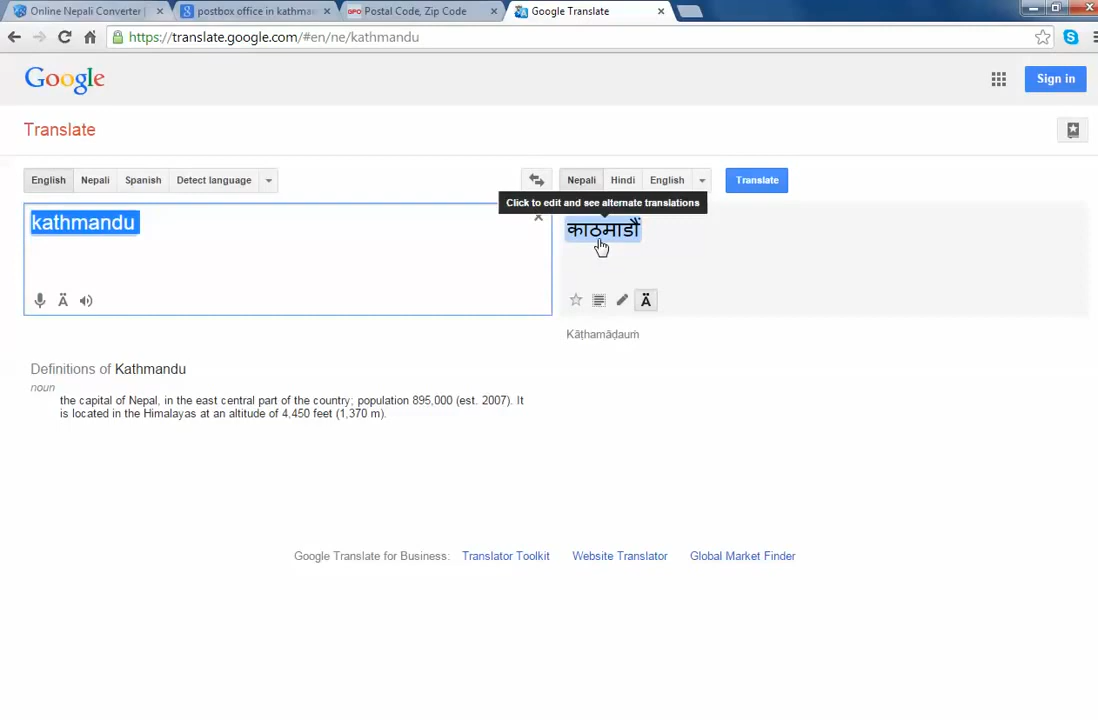 Online Nepali Converter
postbox office in kathma
GPO Postal Code, Zip Code
Google Translate
https://translate.google.com/#en/ne/kathmandu
Google
Sign in
Translate
English Nepali Spanish Detect language
Nepali Hindi English Translate
Click to edit and see alternate translations
kathmandu
काठमाडौं
Ä
Ä
Kāṭhamāḍauṁ
Definitions of Kathmandu
noun
the capital of Nepal, in the east central part of the country; population 895,000 (est. 2007). It
is located in the Himalayas at an altitude of 4,450 feet (1,370 m).
Google Translate for Business: Translator Toolkit Website Translator Global Market Finder